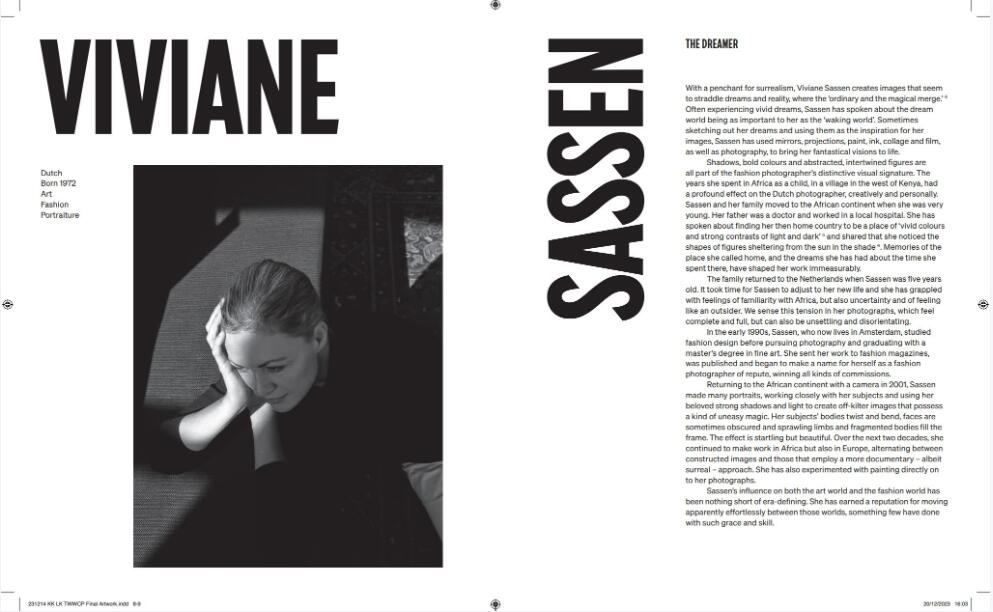 VIVIANE
Dutch
Born 1972
Art
Fashion
Portraiture
SASSEN
THE DREAMER
With a penchant for surrealism, Viviane Sassen creates images that seem
to straddle dreams and reality, where the ‘ordinary and the magical merge.’
Often experiencing vivid dreams, Sassen has spoken about the dream
world being as important to her as the ‘waking world’. Sometimes
sketching out her dreams and using them as the inspiration for her
images, Sassen has used mirrors, projections, paint, ink, collage and film,
as well as photography, to bring her fantastical visions to life.
Shadows, bold colours and abstracted, intertwined figures are
all part of the fashion photographer’s distinctive visual signature. The
years she spent in Africa as a child, in a village in the west of Kenya, had
a profound effect on the Dutch photographer, creatively and personally.
Sassen and her family moved to the African continent when she was very
young. Her father was a doctor and worked in a local hospital. She has
spoken about finding her then home country to be a place of ‘vivid colours
and strong contrasts of light and dark’ and shared that she noticed the
shapes of figures sheltering from the sun in the shade . Memories of the
place she called home, and the dreams she has had about the time she
spent there, have shaped her work immeasurably.
The family returned to the Netherlands when Sassen was five years
old. It took time for Sassen to adjust to her new life and she has grappled
with feelings of familiarity with Africa, but also uncertainty and of feeling
like an outsider. We sense this tension in her photographs, which feel
complete and full, but can also be unsettling and disorientating.
In the early 1990s, Sassen, who now lives in Amsterdam, studied
fashion design before pursuing photography and graduating with a
master’s degree in fine art. She sent her work to fashion magazines,
was published and began to make a name for herself as a fashion
photographer of repute, winning all kinds of commissions.
Returning to the African continent with a camera in 2001, Sassen
made many portraits, working closely with her subjects and using her
beloved strong shadows and light to create off-kilter images that possess
a kind of uneasy magic. Her subjects’ bodies twist and bend, faces are
sometimes obscured and sprawling limbs and fragmented bodies fill the
frame. The effect is startling but beautiful. Over the next two decades, she
continued to make work in Africa but also in Europe, alternating between
constructed images and those that employ a more documentary – albeit
surreal – approach. She has also experimented with painting directly on
to her photographs.
Sassen’s influence on both the art world and the fashion world has
been nothing short of era-defining. She has earned a reputation for moving
apparently effortlessly between those worlds, something few have done
with such grace and skill.
231214 KK LK TWWCP Final Artwork.indd 8-9
20/12/2023 16:03